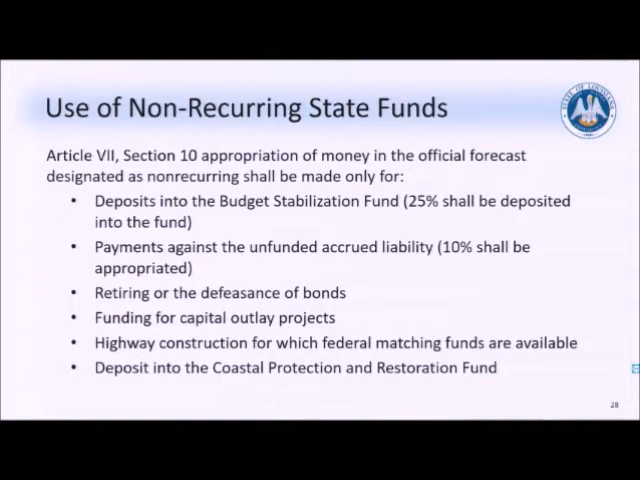 Use of Non-Recurring State Funds
STATE OF LOUISIANA
Article VII, Section 10 appropriation of money in the official forecast
designated as nonrecurring shall be made only for:
• Deposits into the Budget Stabilization Fund (25% shall be deposited
into the fund)
• Payments against the unfunded accrued liability (10% shall be
appropriated)
• Retiring or the defeasance of bonds
• Funding for capital outlay projects
• Highway construction for which federal matching funds are available
• Deposit into the Coastal Protection and Restoration Fund
28